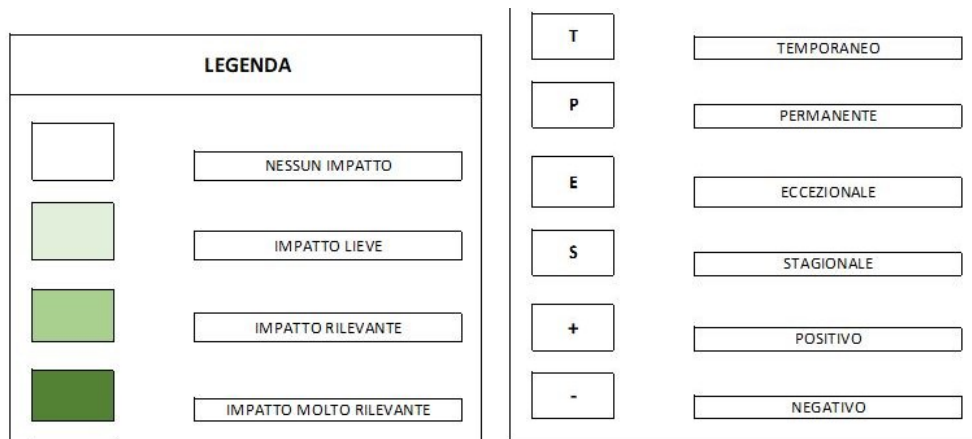 LEGENDA
NESSUN IMPATTO
IMPATTO LIEVE
IMPATTO RILEVANTE
IMPATTO MOLTO RILEVANTE
T TEMPORANEO
P PERMANENTE
E ECCEZIONALE
S STAGIONALE
+ POSITIVO
- NEGATIVO